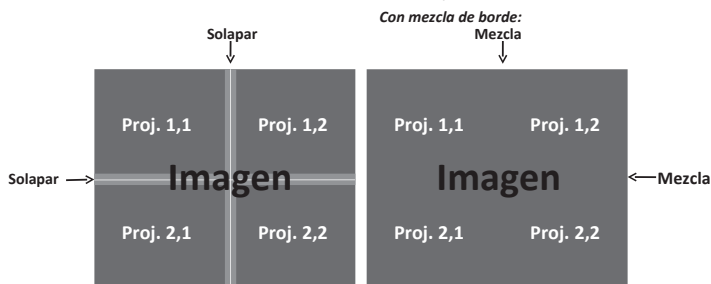 Con mezcla de borde:
Solapar
Mezcla
Proj. 1,1
Proj. 1,2
Proj. 1,1
Proj. 1,2
Solapar
Imagen
Imagen
Mezcla
Proj. 2,1
Proj. 2,2
Proj. 2,1
Proj. 2,2